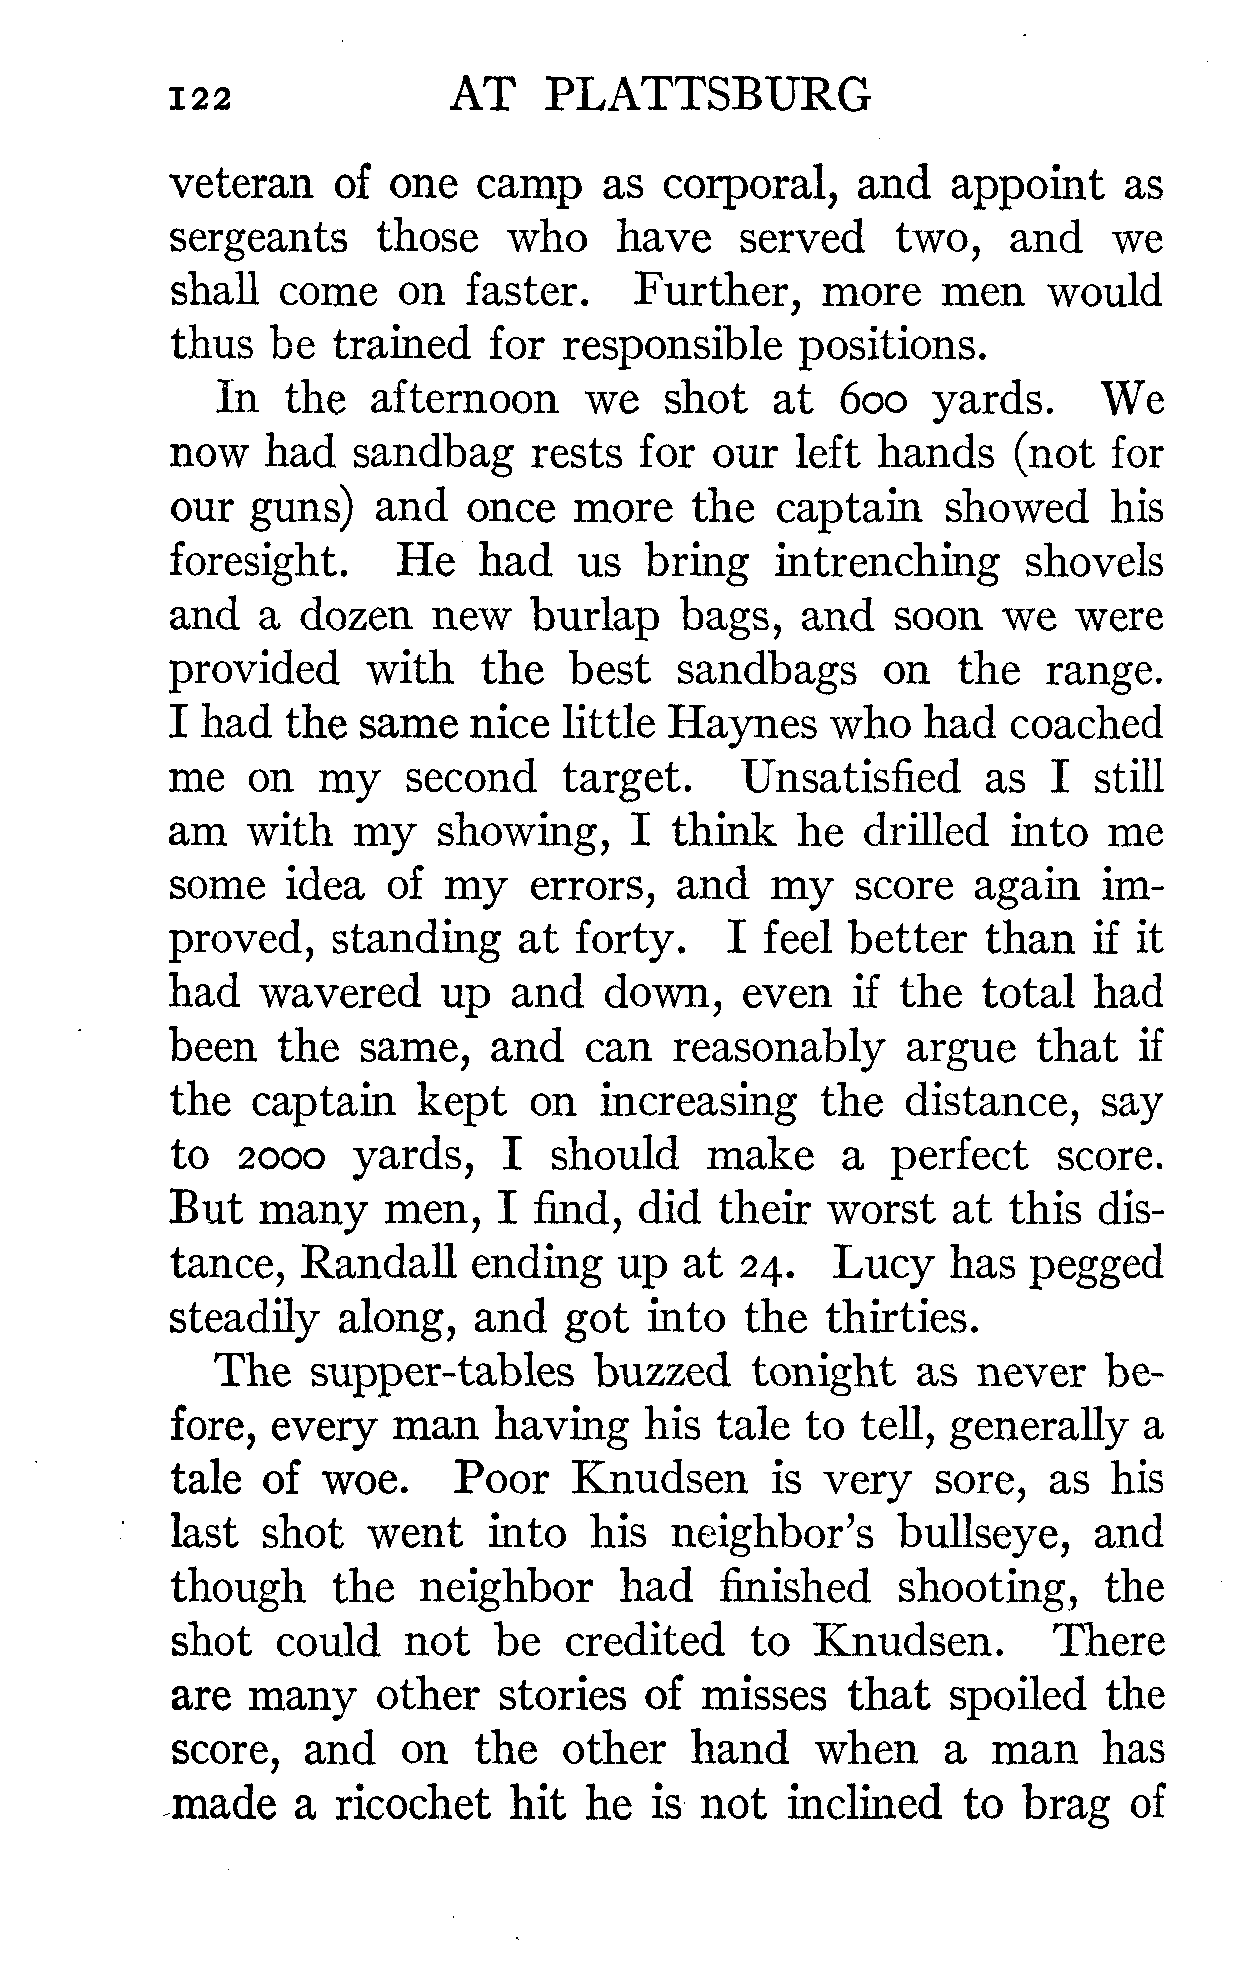 122 AT PLATTSBURG
veteran of one camp as corporal, and appoint as
sergeants those who have served two, and we
shall come on faster. Further, more men would
thus be trained for responsible positions.
In the afternoon we shot at 600 yards. We
now had sandbag rests for our left hands (not for
our guns) and once more the captain showed his
foresight. He had us bring intrenching shovels
and a dozen new burlap bags, and soon we were
provided with the best sandbags on the range.
I had the same nice little Haynes who had coached
me on my second target. Unsatisfied as I still
am with my showing, I think he drilled into me
some idea of my errors, and my score again im-
proved, standing at forty. I feel better than if it
had wavered up and down, even if the total had
been the same, and can reasonably argue that if
the captain kept on increasing the distance, say
to 2000 yards, I should make a perfect score.
But many men, I find, did their worst at this dis-
tance, Randall ending up at 24. Lucy has pegged
steadily along, and got into the thirties.
The supper-tables buzzed tonight as never be-
fore, every man having his tale to tell, generally a
tale of woe. Poor Knudsen is very sore, as his
last shot went into his neighbor's bullseye, and
though the neighbor had finished shooting, the
shot could not be credited to Knudsen. There
are many other stories of misses that spoiled the
score, and on the other hand when a man has
made a ricochet hit he is not inclined to brag of